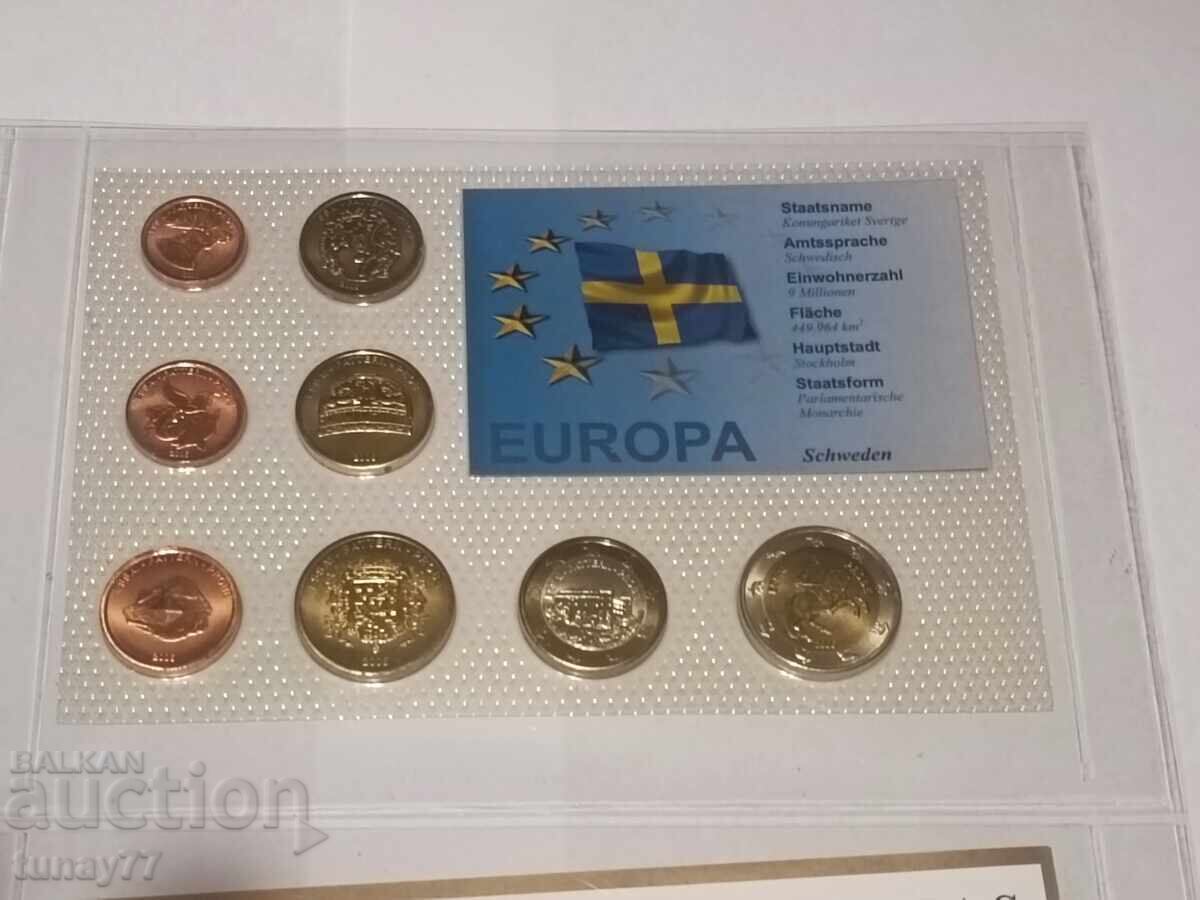 Staatsname
Konungariket Sverige
Amtssprache
Schwedisch
Einwohnerzahl
9 Millionen
Fläche
449.964 km²
Hauptstadt
Stockholm
Staatsform
Parlamentarische
Monarchie
EUROPA
Schweden
BALKAN
auction
tunay77